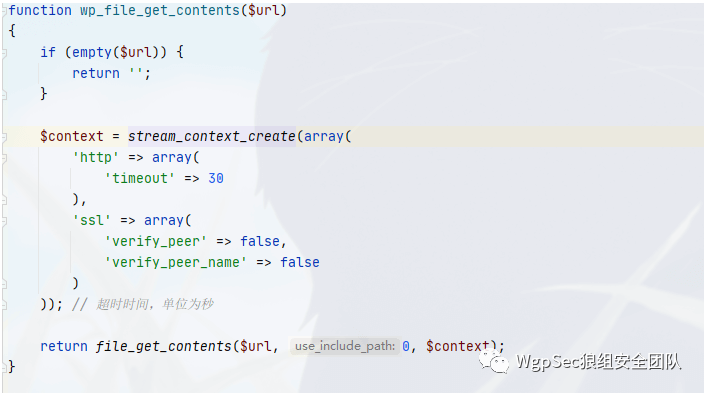 function wp_file_get_contents($url)
{
    if (empty($url)) {
        return '';
    }
    $context = stream_context_create(array(
        'http' => array(
            'timeout' => 30
        ),
        'ssl' => array(
            'verify_peer' => false,
            'verify_peer_name' => false
        )
    )); // 超时时间，单位为秒
    return file_get_contents($url, use_include_path: 0, $context);
}
WgpSec狼组安全团队